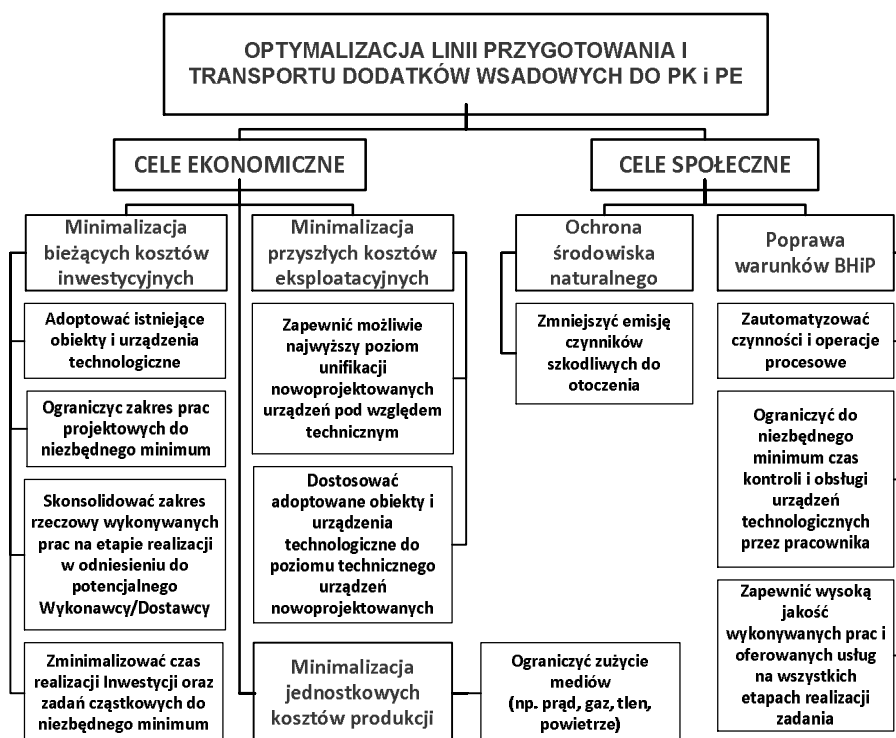 OPTYMALIZACJA LINII PRZYGOTOWANIA I
TRANSPORTU DODATKÓW WSADOWYCH DO PK i PE
CELE EKONOMICZNE
CELE SPOŁECZNE
Minimalizacja
bieżących kosztów
inwestycyjnych
Adoptować istniejące
obiekty i urządzenia
technologiczne
Ograniczyc zakres prac
projektowych do
niezbędnego minimum
Skonsolidować zakres
rzeczowy wykonywanych
prac na etapie realizacji
w odniesieniu do
potencjalnego
Wykonawcy/Dostawcy
Zminimalizować czas
realizacji Inwestycji oraz
zadań cząstkowych do
niezbędnego minimum
Minimalizacja
przyszłych kosztów
eksploatacyjnych
Zapewnić możliwie
najwyższy poziom
unifikacji
nowoprojektowanych
urządzeń pod względem
technicznym
Dostosować
adoptowane obiekty i
urządzenia
technologiczne do
poziomu technicznego
urządzeń
nowoprojektowanych
Minimalizacja
jednostkowych
kosztów produkcji
Ograniczyć zużycie
mediów
(np. prąd, gaz, tlen,
powietrze)
Ochrona
środowiska
naturalnego
Zmniejszyć emisję
czynników
szkodliwych do
otoczenia
Poprawa
warunków BHiP
Zautomatyzować
czynności i operacje
procesowe
Ograniczyć do
niezbędnego
minimum czas
kontroli i obsługi
urządzeń
technologicznych
przez pracownika
Zapewnić wysoką
jakość
wykonywanych prac i
oferowanych usług
na wszystkich
etapach realizacji
zadania